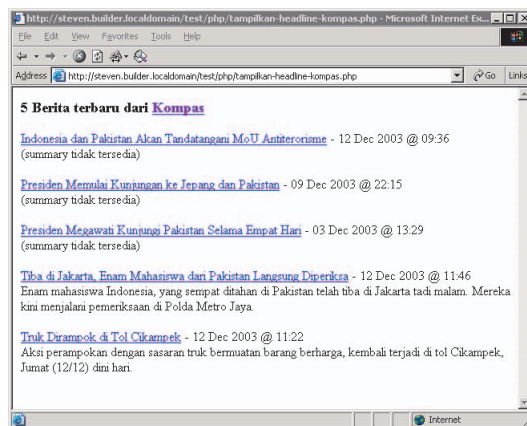 http://steven.builder.localdomain/test/php/tampilkan-headline-kompas.php - Microsoft Internet Ex...
File Edit View Favorites Tools Help
Address http://steven.builder.localdomain/test/php/tampilkan-headline-kompas.php Go Links
5 Berita terbaru dari Kompas
Indonesia dan Pakistan Akan Tandatangani MoU Antiterorisme - 12 Dec 2003 @ 09:36
(summary tidak tersedia)
Presiden Memulai Kunjungan ke Jepang dan Pakistan - 09 Dec 2003 @ 22:15
(summary tidak tersedia)
Presiden Megawati Kunjungi Pakistan Selama Empat Hari - 03 Dec 2003 @ 13:29
(summary tidak tersedia)
Tiba di Jakarta, Enam Mahasiswa dari Pakistan Langsung Diperiksa - 12 Dec 2003 @ 11:46
Enam mahasiswa Indonesia, yang sempat ditahan di Pakistan telah tiba di Jakarta tadi malam. Mereka
kini menjalani pemeriksaan di Polda Metro Jaya.
Truk Dirampok di Tol Cikampek - 12 Dec 2003 @ 11:22
Aksi perampokan dengan sasaran truk bermuatan barang berharga, kembali terjadi di tol Cikampek,
Jumat (12/12) dini hari.
Internet